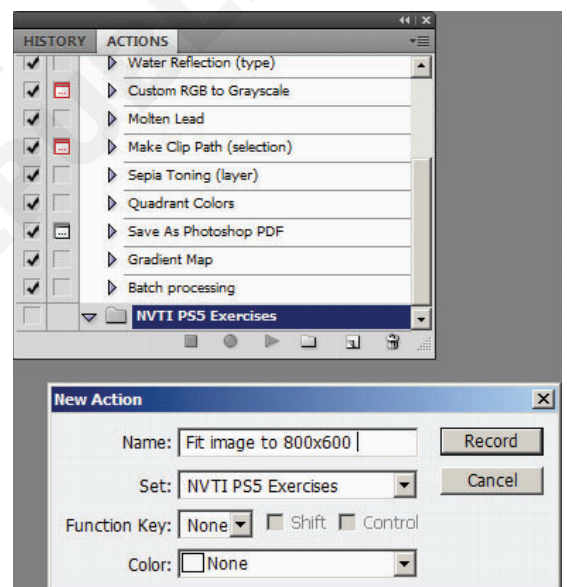 HISTORY ACTIONS
Water Reflection (type)
Custom RGB to Grayscale
Molten Lead
Make Clip Path (selection)
Sepia Toning (layer)
Quadrant Colors
Save As Photoshop PDF
Gradient Map
Batch processing
NVTI PS5 Exercises
New Action
Name: Fit image to 800x600 Record
Set: NVTI PS5 Exercises Cancel
Function Key: None Shift Control
Color: None